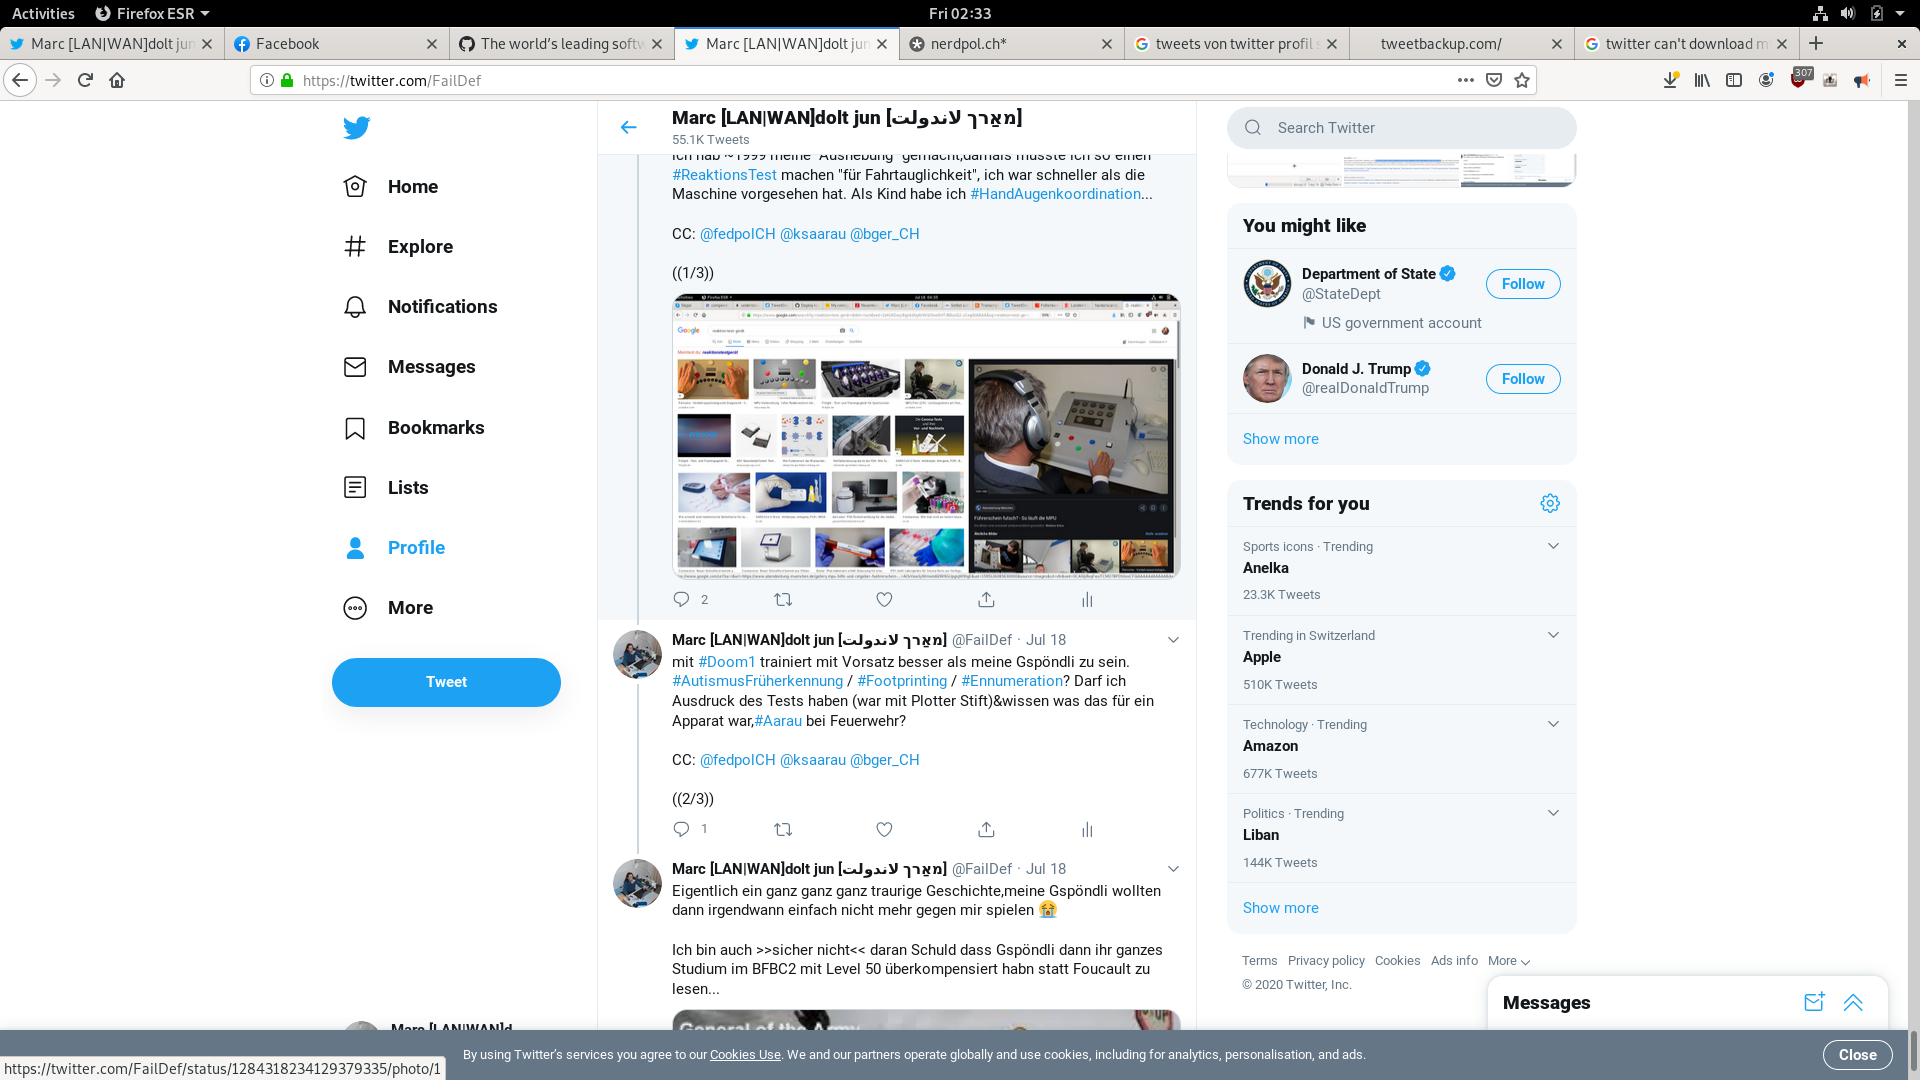 Activities
Firefox ESR
Fri 02:33
Marc [LAN|WAN]dolt jun
Facebook
The world's leading softw
Marc [LAN|WAN]dolt jun
nerdpol.ch*
tweets von twitter profil s
tweetbackup.com/
twitter can't download m
https://twitter.com/FailDef
307
Home
Explore
Notifications
Messages
Bookmarks
Lists
Profile
More
Tweet
Marc [LAN|WAN]d
Marc [LAN|WAN]dolt jun [מאַרך לאנדולת]
55.1K Tweets
Ich hab ~1999 meine "Aushebung" gemacht,damals musste ich so einen
#ReaktionsTest machen "für Fahrtauglichkeit", ich war schneller als die
Maschine vorgesehen hat. Als Kind habe ich #HandAugenkoordination...
CC: @fedpolCH @ksaarau @bger_CH
((1/3))
Google
2
Marc [LAN|WAN]dolt jun [מאַרך לאנדולת] @FailDef · Jul 18
mit #Doom1 trainiert mit Vorsatz besser als meine Gspöndli zu sein.
#AutismusFrüherkennung / #Footprinting / #Ennumeration? Darf ich
Ausdruck des Tests haben (war mit Plotter Stift)&wissen was das für ein
Apparat war,#Aarau bei Feuerwehr?
CC: @fedpolCH @ksaarau @bger_CH
((2/3))
1
Marc [LAN|WAN]dolt jun [מאַרך לאנדולת] @FailDef · Jul 18
Eigentlich ein ganz ganz ganz traurige Geschichte,meine Gspöndli wollten
dann irgendwann einfach nicht mehr gegen mir spielen 😭
Ich bin auch >>sicher nicht<< daran Schuld dass Gspöndli dann ihr ganzes
Studium im BFBC2 mit Level 50 überkompensiert habn statt Foucault zu
lesen...
General of the Army
Search Twitter
You might like
Department of State
@StateDept
US government account
Follow
Donald J. Trump
@realDonaldTrump
Follow
Show more
Trends for you
Sports icons · Trending
Anelka
23.3K Tweets
Trending in Switzerland
Apple
510K Tweets
Technology · Trending
Amazon
677K Tweets
Politics · Trending
Liban
144K Tweets
Show more
Terms Privacy policy Cookies Ads info More
© 2020 Twitter, Inc.
Messages
By using Twitter's services you agree to our Cookies Use. We and our partners operate globally and use cookies, including for analytics, personalisation, and ads.
Close
https://twitter.com/FailDef/status/1284318234129379335/photo/1